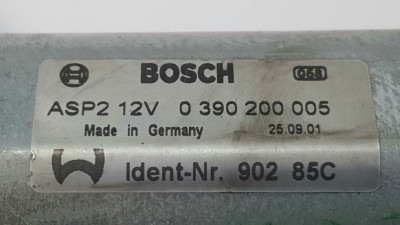 BOSCH
ASP2 12V 0 390 200 005
Made in Germany 25.09.01
Ident-Nr. 902 85C